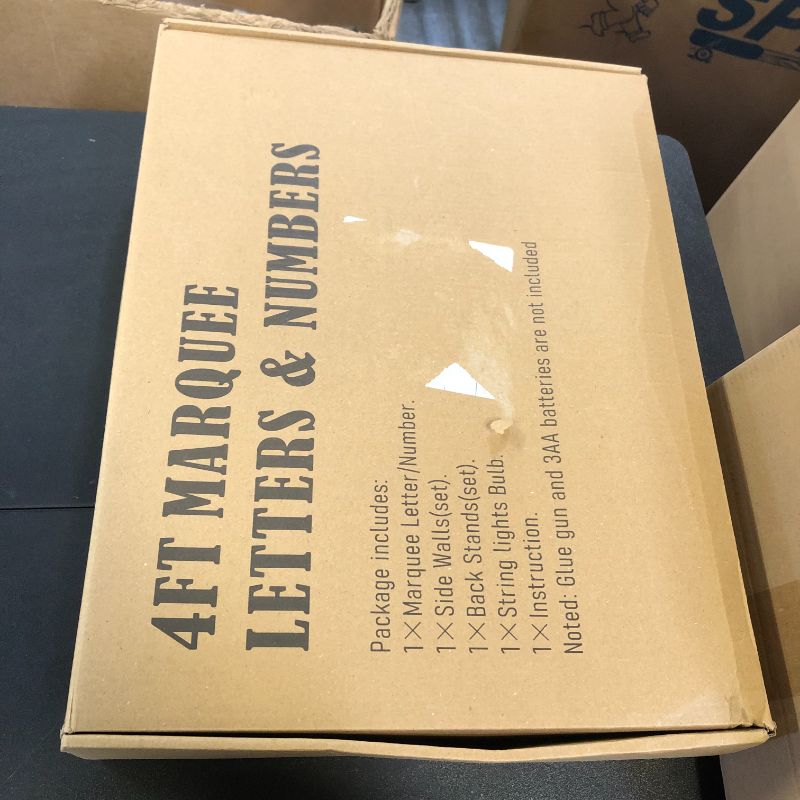 4FT MARQUEE
LETTERS & NUMBERS
Package includes:
1×Marquee Letter/Number.
1×Side Walls(set).
1×Back Stands(set).
1×String lights Bulb.
1×Instruction.
Noted: Glue gun and 3AA batteries are not included